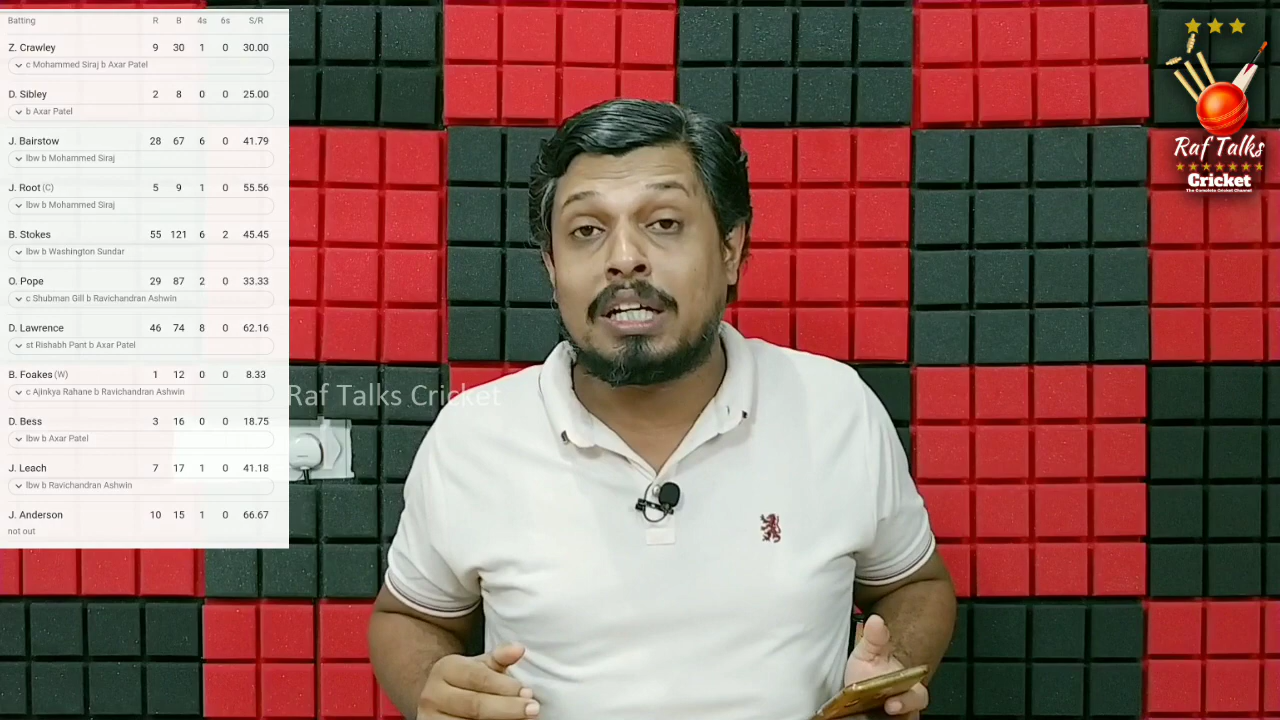 Batting R B 4s 6s S/R
Z. Crawley 9 30 1 0 30.00
c Mohammed Siraj b Axar Patel
D. Sibley 2 8 0 0 25.00
b Axar Patel
J. Bairstow 28 67 6 0 41.79
lbw b Mohammed Siraj
J. Root (C) 5 9 1 0 55.56
lbw b Mohammed Siraj
B. Stokes 55 121 6 2 45.45
lbw b Washington Sundar
O. Pope 29 87 2 0 33.33
c Shubman Gill b Ravichandran Ashwin
D. Lawrence 46 74 8 0 62.16
st Rishabh Pant b Axar Patel
B. Foakes (W) 1 12 0 0 8.33
c Ajinkya Rahane b Ravichandran Ashwin
D. Bess 3 16 0 0 18.75
lbw b Axar Patel
J. Leach 7 17 1 0 41.18
lbw b Ravichandran Ashwin
J. Anderson 10 15 1 0 66.67
not out
Raf Talks Cricket
Raf Talks
Cricket
The Complete Cricket Channel